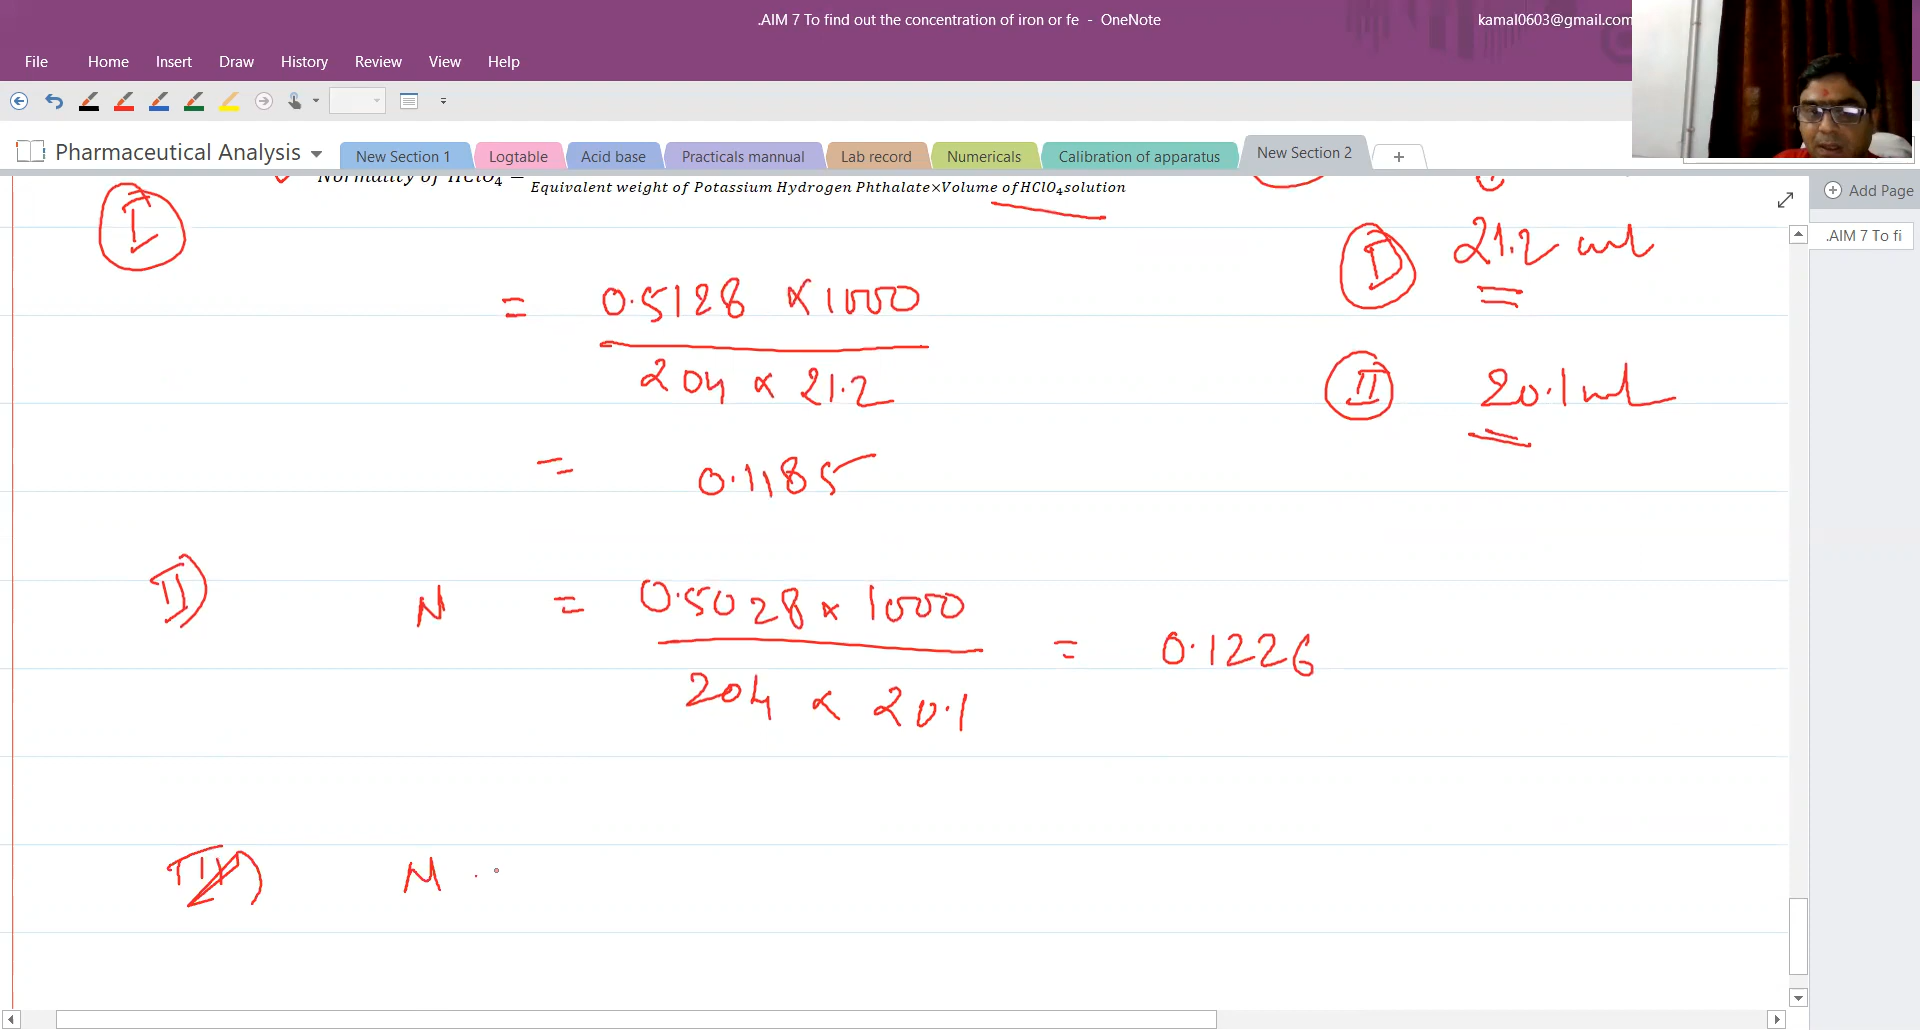 .AIM 7 To find out the concentration of iron or fe - OneNote
kamal0603@gmail.com
File Home Insert Draw History Review View Help
Pharmaceutical Analysis
New Section 1 Logtable Acid base Practicals mannual Lab record Numericals Calibration of apparatus New Section 2 +
Add Page
.AIM 7 To fi
Normality of HClO4 =
Equivalent weight of Potassium Hydrogen Phthalate×Volume of HClO4 solution
I
= 0.5128 × 1000
204 × 21.2
= 0.1185
I 21.2 ml
II 20.1 ml
II) N = 0.5028 × 1000
204 × 20.1
= 0.1226
III) N